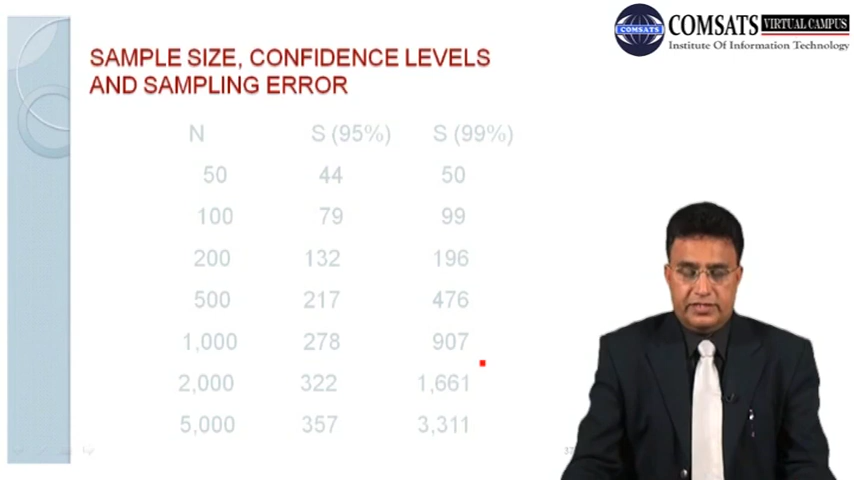 COMSATS VIRTUAL CAMPUS
COMSATS
Institute Of Information Technology
SAMPLE SIZE, CONFIDENCE LEVELS
AND SAMPLING ERROR
N S (95%) S (99%)
50 44 50
100 79 99
200 132 196
500 217 476
1,000 278 907
2,000 322 1,661
5,000 357 3,311